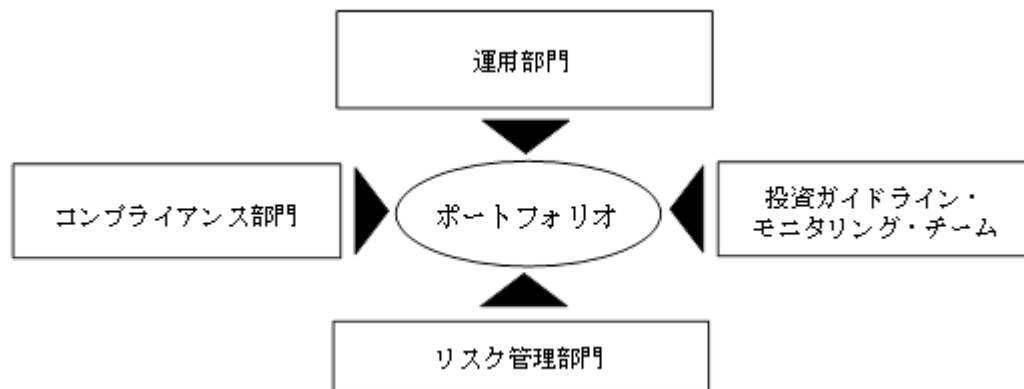 運用部門
コンプライアンス部門
ポートフォリオ
投資ガイドライン・
モニタリング・チーム
リスク管理部門